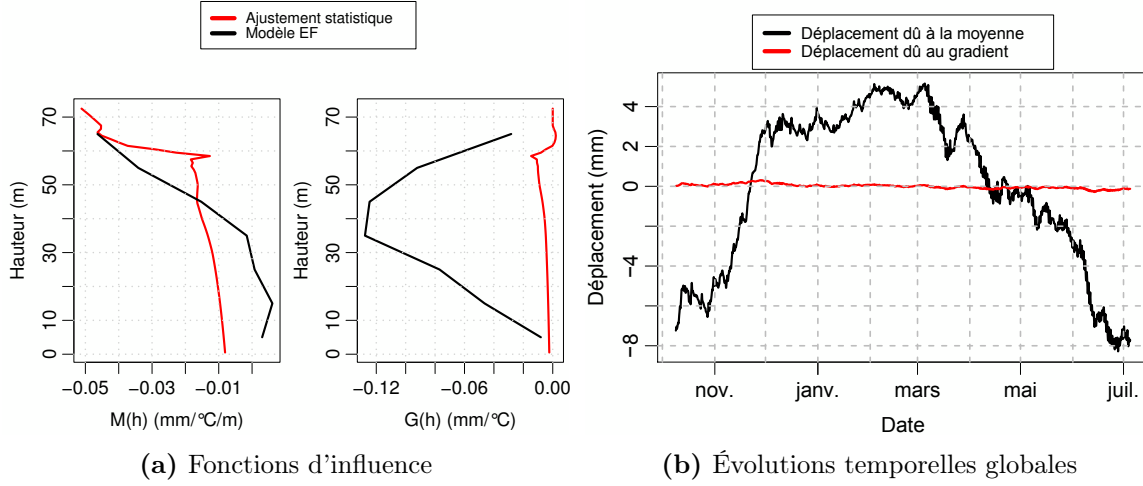 Ajustement statistique
Modèle EF
Hauteur (m)
70
50
30
10
0
−0.05 −0.03 −0.01
M(h) (mm/°C/m)
Hauteur (m)
70
50
30
10
0
−0.12 −0.06 0.00
G(h) (mm/°C)
(a) Fonctions d'influence
Déplacement dû à la moyenne
Déplacement dû au gradient
Déplacement (mm)
4
2
0
−4
−8
nov. janv. mars mai juil.
Date
(b) Évolutions temporelles globales